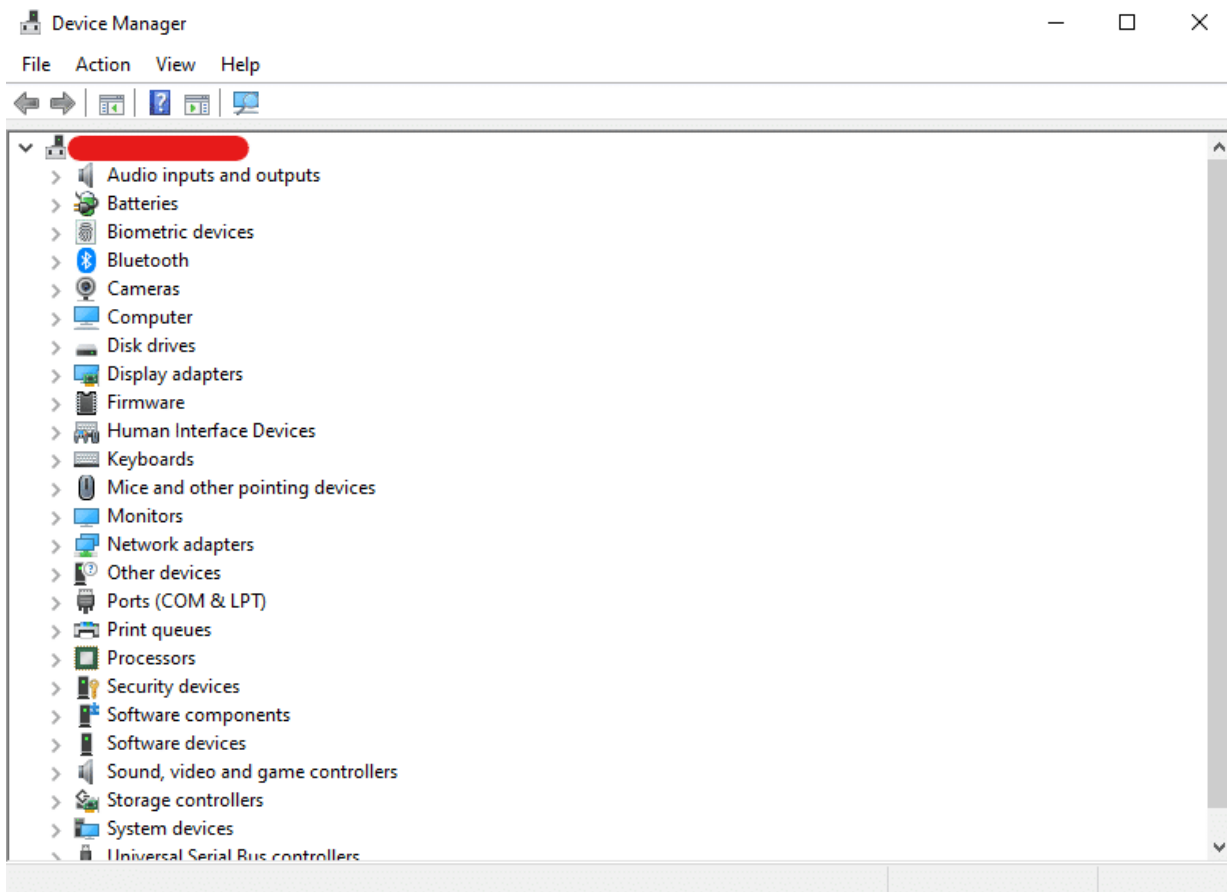 Device Manager
File Action View Help
Audio inputs and outputs
Batteries
Biometric devices
Bluetooth
Cameras
Computer
Disk drives
Display adapters
Firmware
Human Interface Devices
Keyboards
Mice and other pointing devices
Monitors
Network adapters
Other devices
Ports (COM & LPT)
Print queues
Processors
Security devices
Software components
Software devices
Sound, video and game controllers
Storage controllers
System devices
Universal Serial Bus controllers